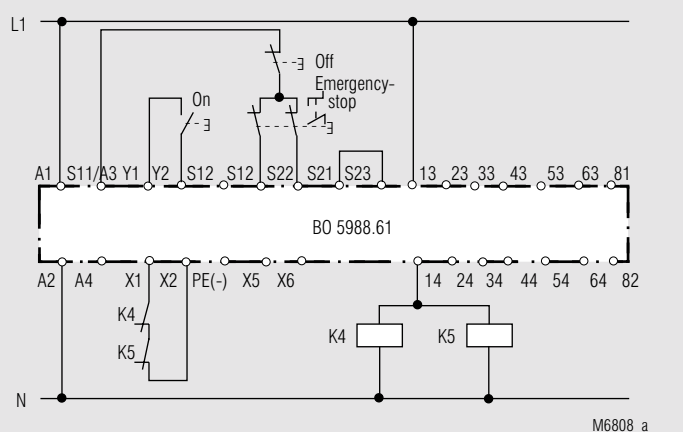 L1
Off
Emergency-
stop
On
A1 S11/A3 Y1 Y2 S12 S12 S22 S21 S23 13 23 33 43 53 63 81
BO 5988.61
A2 A4 X1 X2 PE(-) X5 X6 14 24 34 44 54 64 82
K4
K5
K4 K5
N
M6808_a